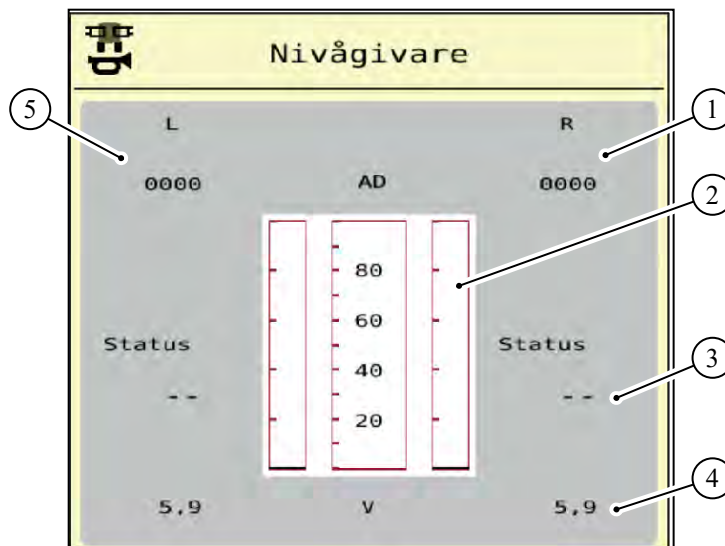 Nivågivare
5
L
R
1
0000
AD
0000
2
80
60
Status
Status
3
40
--
--
20
4
5,9
V
5,9